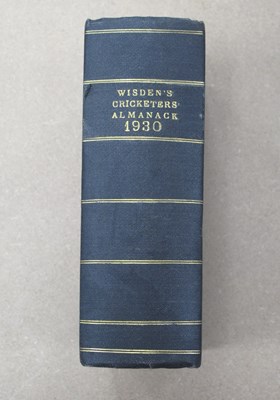 WISDEN'S
CRICKETERS'
ALMANACK
1930